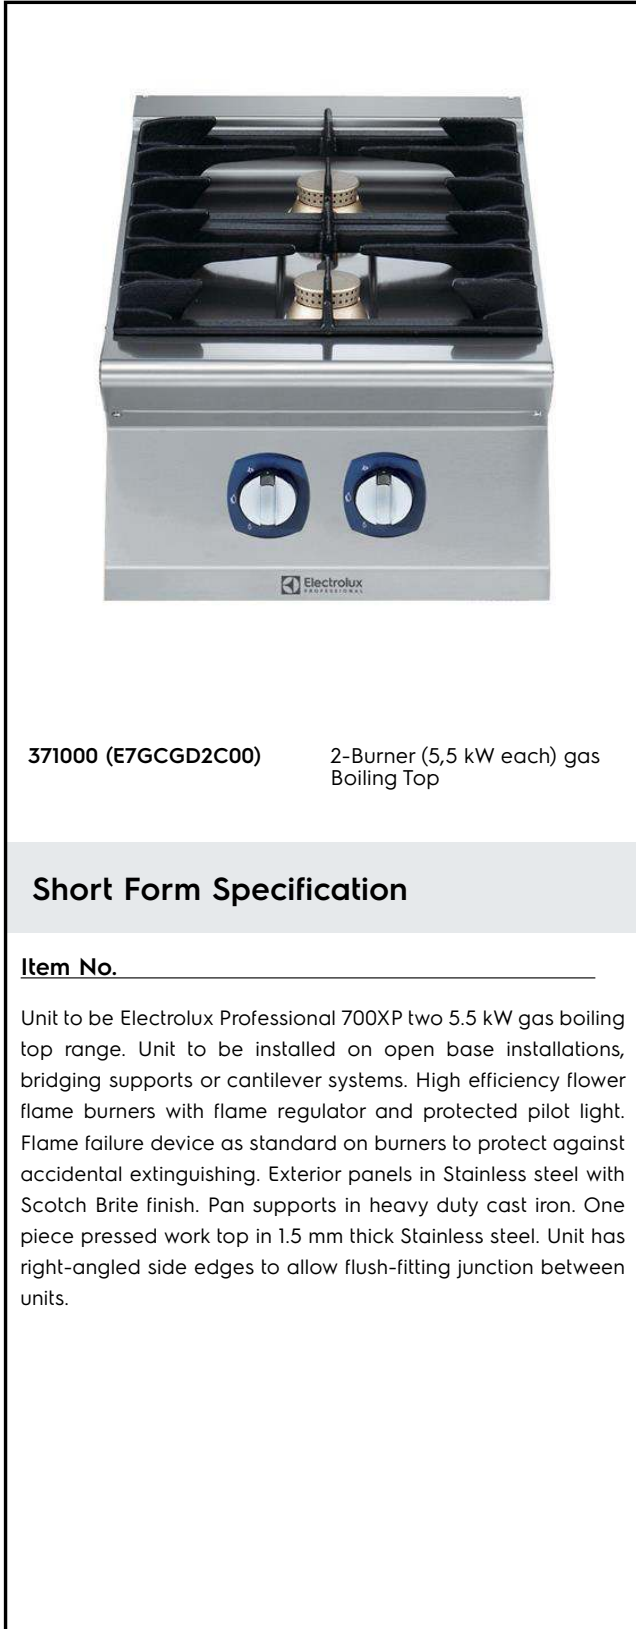 Electrolux
PROFESSIONAL
371000 (E7GCGD2C00)
2-Burner (5,5 kW each) gas
Boiling Top
Short Form Specification
Item No.
Unit to be Electrolux Professional 700XP two 5.5 kW gas boiling
top range. Unit to be installed on open base installations,
bridging supports or cantilever systems. High efficiency flower
flame burners with flame regulator and protected pilot light.
Flame failure device as standard on burners to protect against
accidental extinguishing. Exterior panels in Stainless steel with
Scotch Brite finish. Pan supports in heavy duty cast iron. One
piece pressed work top in 1.5 mm thick Stainless steel. Unit has
right-angled side edges to allow flush-fitting junction between
units.